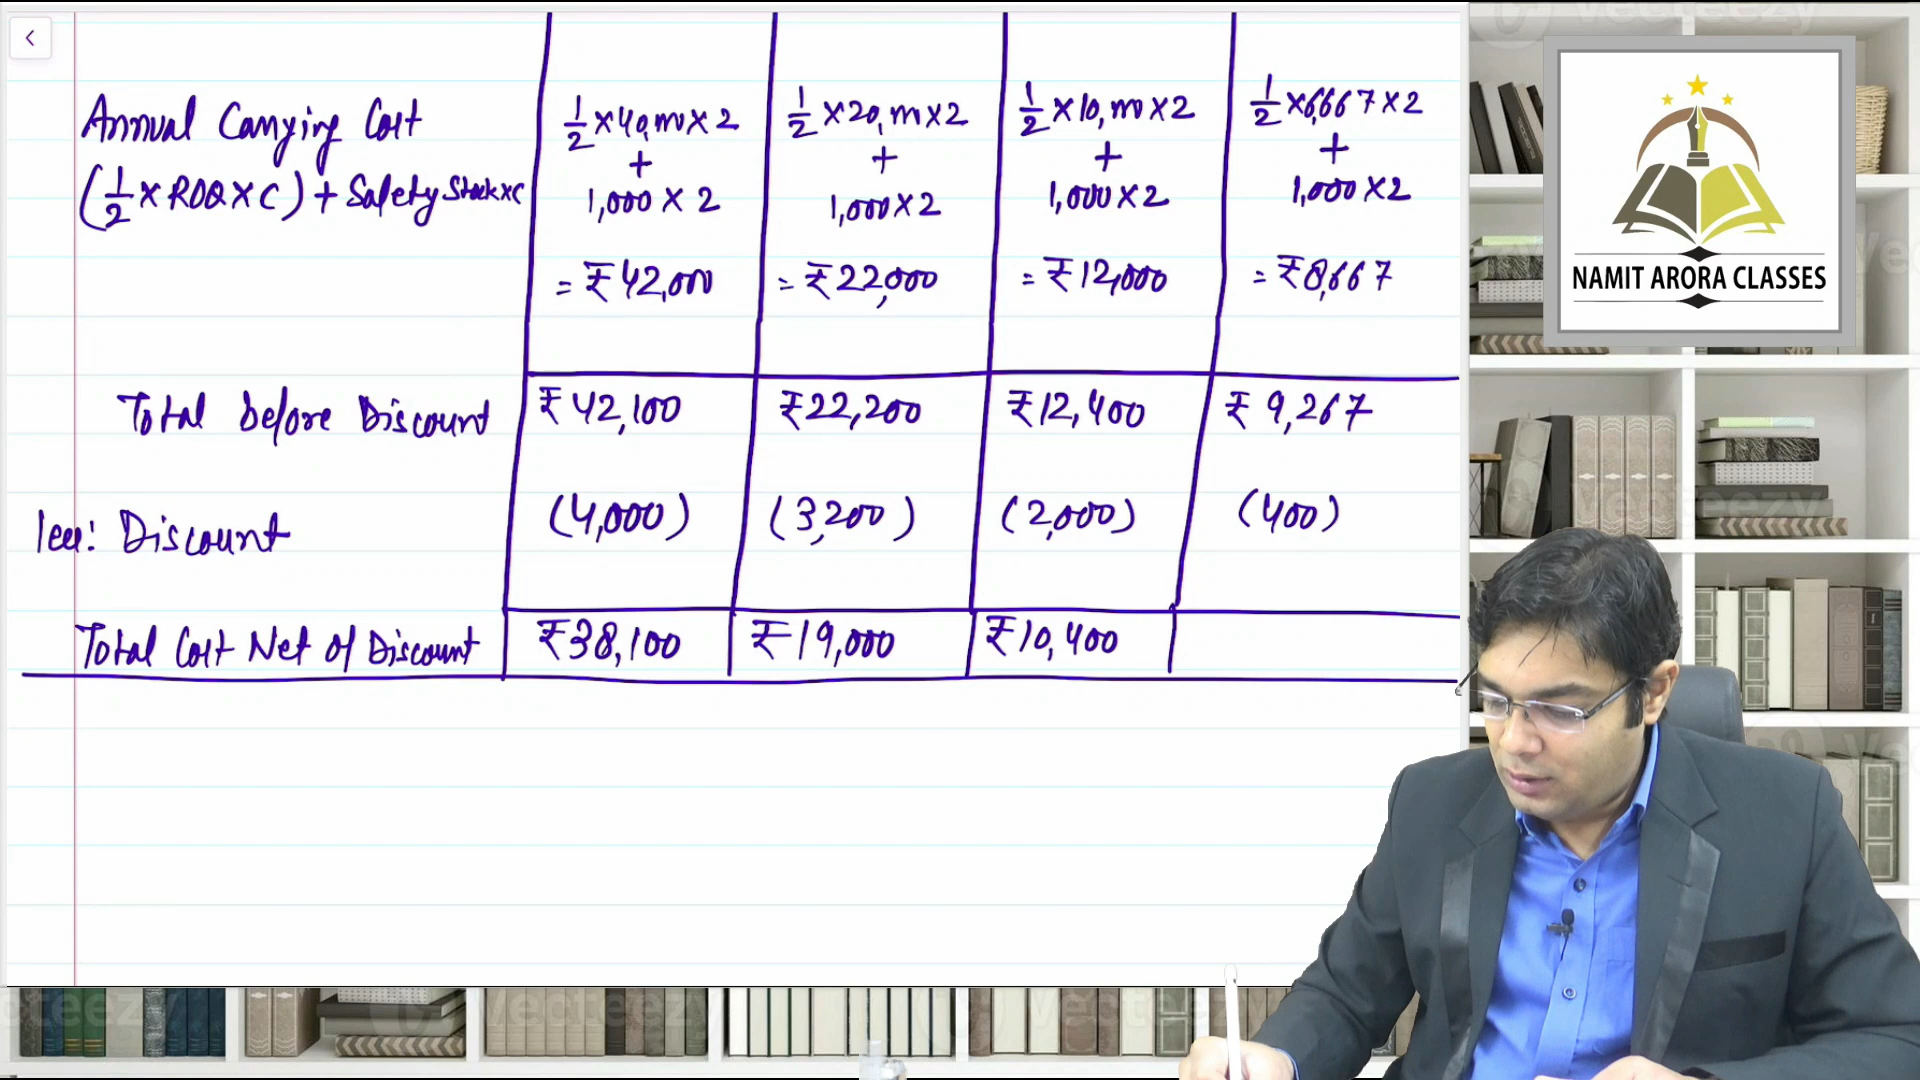 Annual Carrying Cost
(1/2 × ROQ × C) + Safety Stock × C
1/2 × 40,000 × 2
+
1,000 × 2
= ₹42,000
1/2 × 20,000 × 2
+
1,000 × 2
= ₹22,000
1/2 × 10,000 × 2
+
1,000 × 2
= ₹12,000
1/2 × 6,667 × 2
+
1,000 × 2
= ₹8,667
Total before Discount ₹42,100 ₹22,200 ₹12,400 ₹9,267
less: Discount (4,000) (3,200) (2,000) (400)
Total Cost Net of Discount ₹38,100 ₹19,000 ₹10,400
NAMIT ARORA CLASSES
Vecteezy